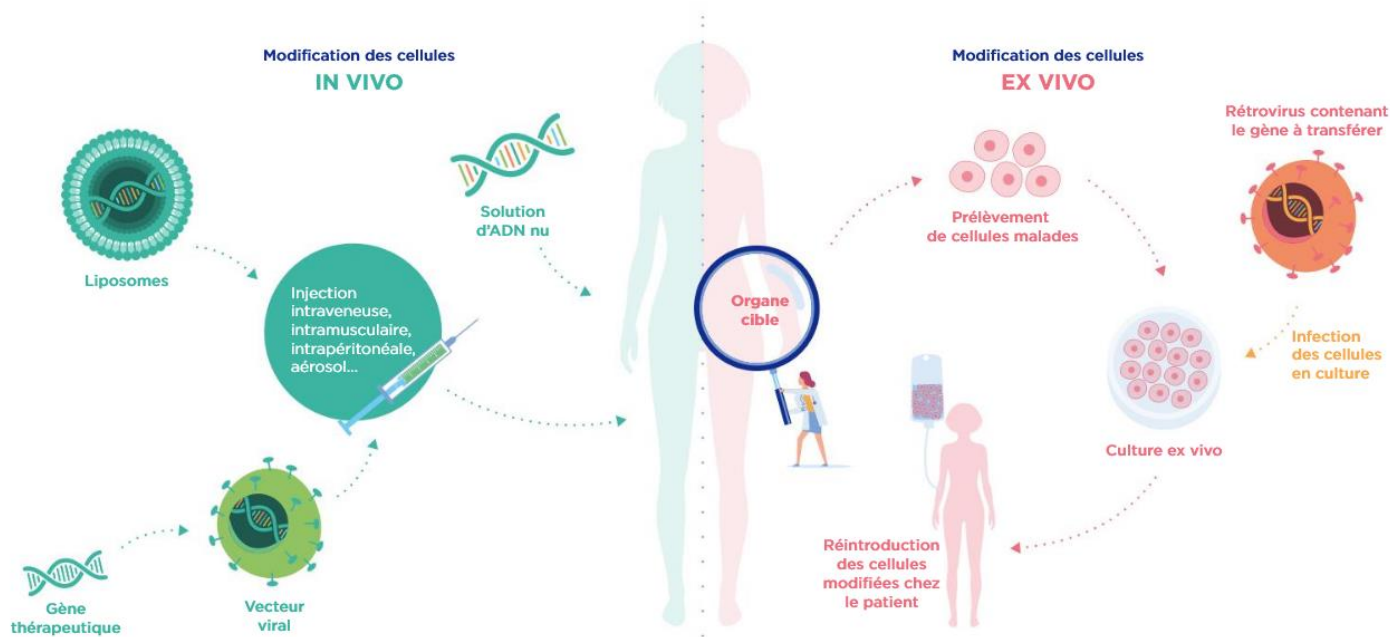 Modification des cellules
IN VIVO
Liposomes
Solution
d'ADN nu
Injection
intraveneuse,
intramusculaire,
intrapéritonéale,
aérosol...
Gène
thérapeutique
Vecteur
viral
Modification des cellules
EX VIVO
Organe
cible
Prélèvement
de cellules malades
Rétrovirus contenant
le gène à transférer
Infection
des cellules
en culture
Culture ex vivo
Réintroduction
des cellules
modifiées chez
le patient